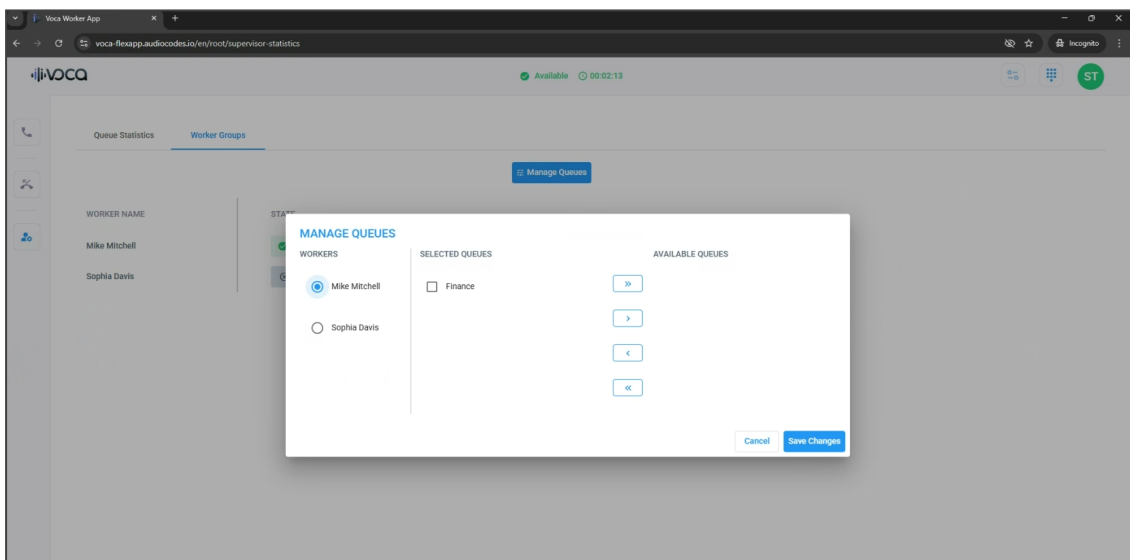 Voca Worker App
voca-flexapp.audiocodes.io/en/root/supervisor-statistics
Incognito
VOCA
Available 00:02:13
ST
Queue Statistics Worker Groups
Manage Queues
WORKER NAME STATE
Mike Mitchell
Sophia Davis
MANAGE QUEUES
WORKERS SELECTED QUEUES AVAILABLE QUEUES
Mike Mitchell Finance »
Sophia Davis ›
‹
«
Cancel Save Changes